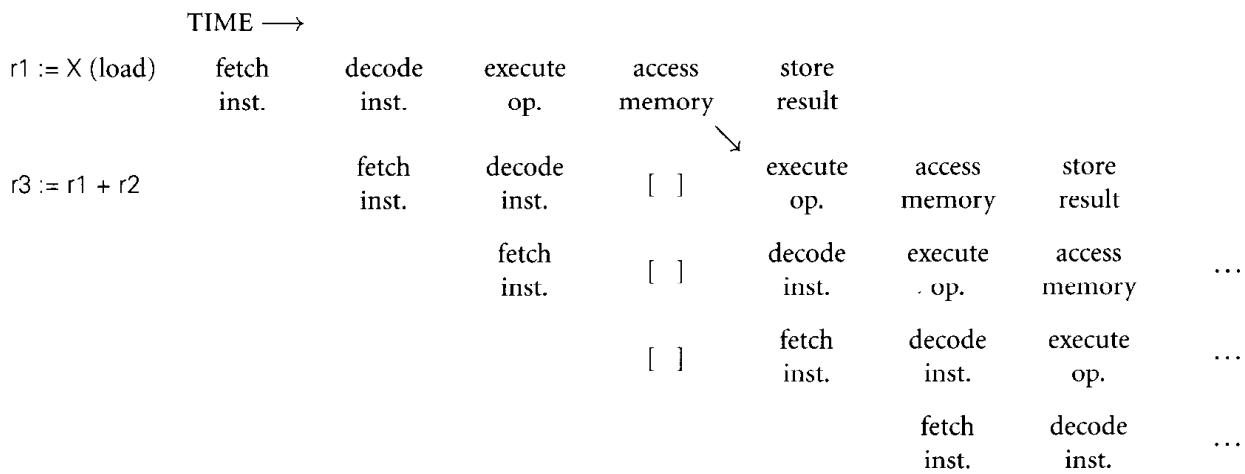 TIME ⟶
r1 := X (load) fetch decode execute access store
inst. inst. op. memory result
r3 := r1 + r2 fetch decode [ ] execute access store
inst. inst. op. memory result
fetch [ ] decode execute access ...
inst. inst. op. memory
[ ] fetch decode execute ...
inst. inst. op.
fetch decode ...
inst. inst.